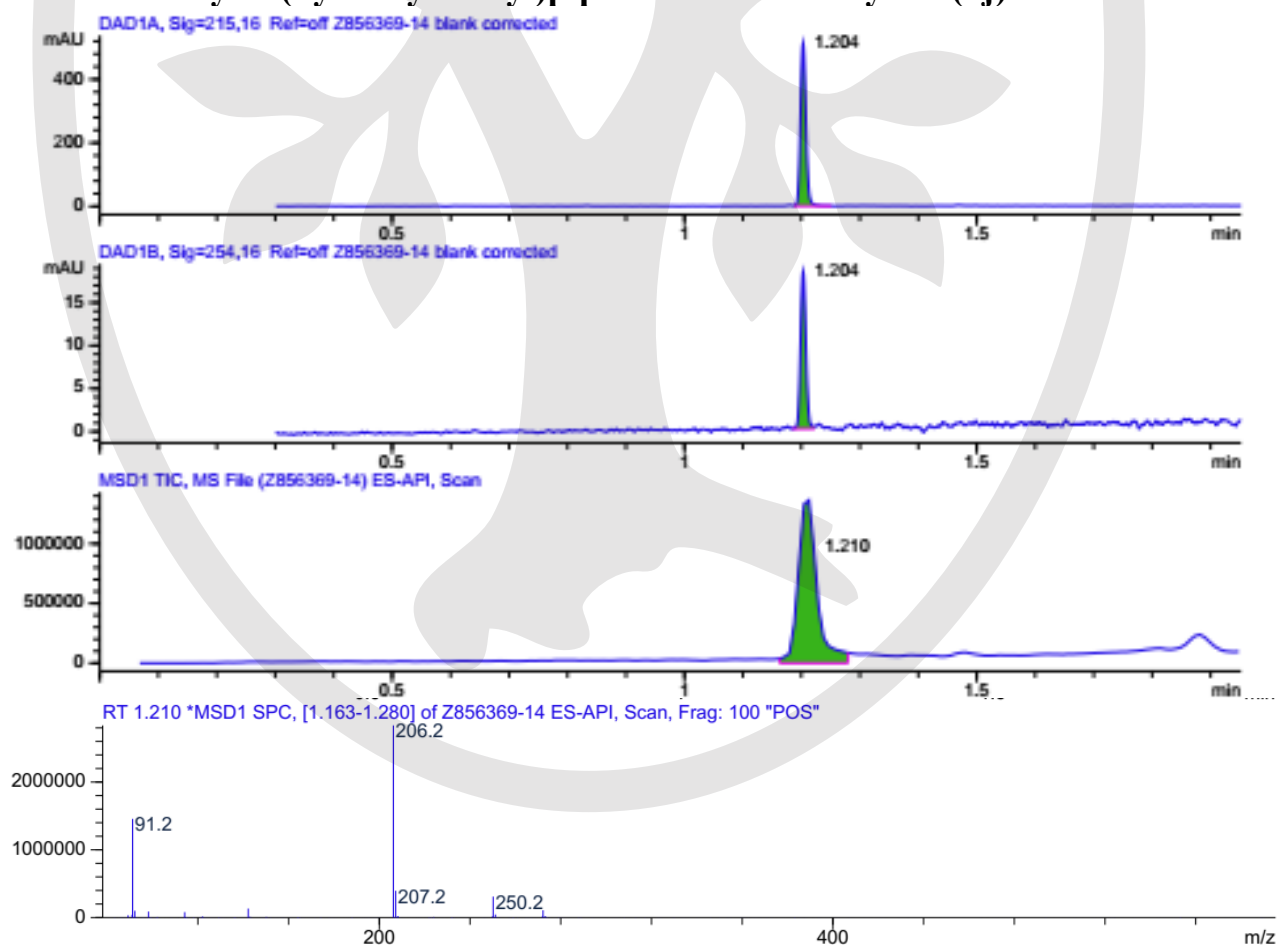 DAD1A, Sig=215,16 Ref=off Z856369-14 blank corrected
mAU
1.204
400
200
0
0.5 1 1.5 min
DAD1B, Sig=254,16 Ref=off Z856369-14 blank corrected
mAU
1.204
15
10
5
0
0.5 1 1.5 min
MSD1 TIC, MS File (Z856369-14) ES-API, Scan
1000000
1.210
500000
0
0.5 1 1.5 min
RT 1.210 *MSD1 SPC, [1.163-1.280] of Z856369-14 ES-API, Scan, Frag: 100 "POS"
206.2
2000000
91.2
1000000
207.2
250.2
0
200 400 m/z